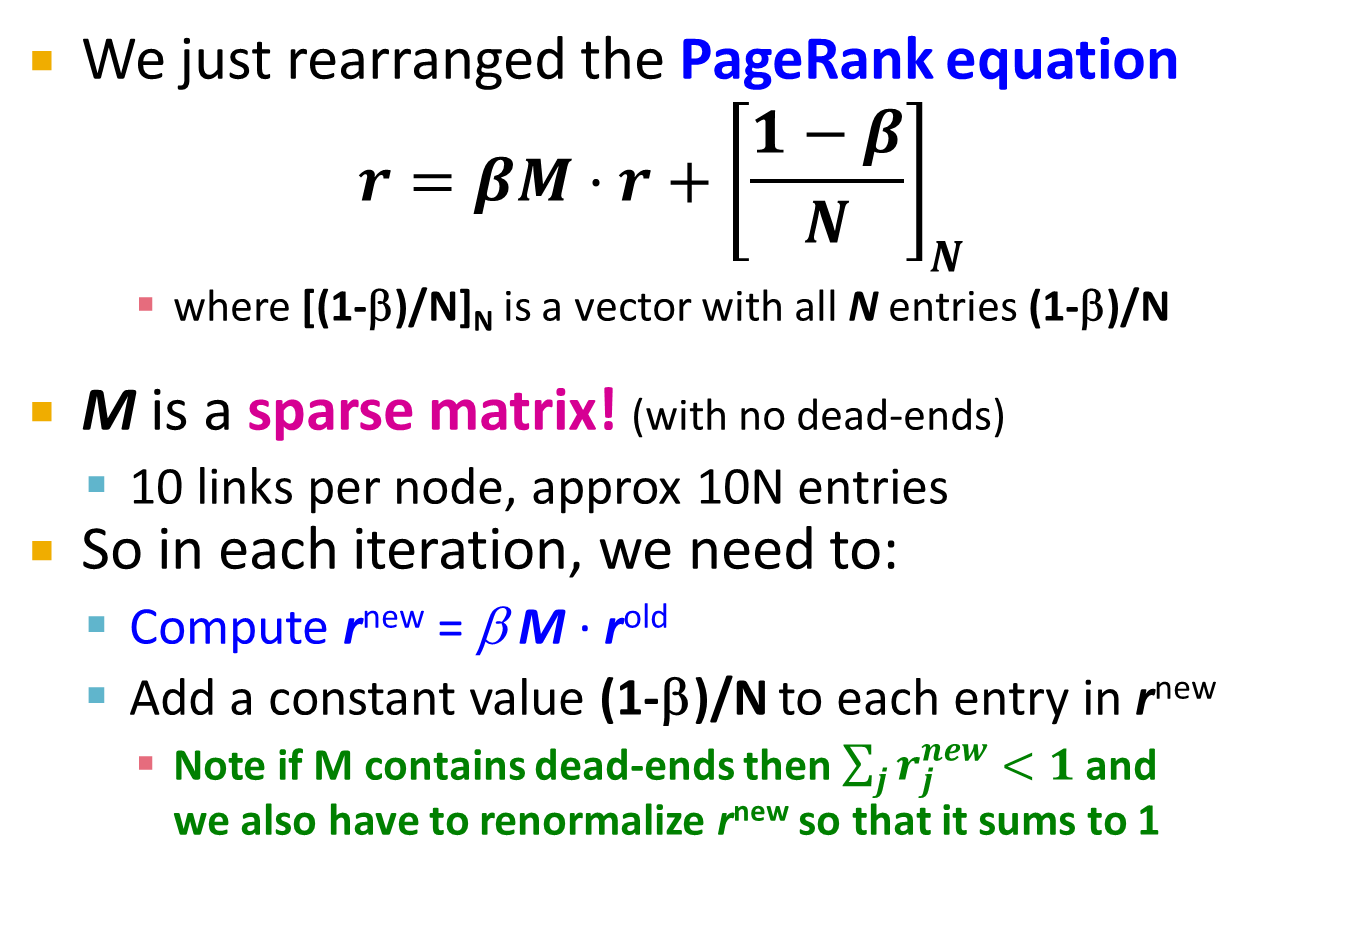 ▪ We just rearranged the PageRank equation
r = βM · r + [(1 − β)/N]_N
▪ where [(1-β)/N]_N is a vector with all N entries (1-β)/N
▪ M is a sparse matrix! (with no dead-ends)
▪ 10 links per node, approx 10N entries
▪ So in each iteration, we need to:
▪ Compute r^new = β M · r^old
▪ Add a constant value (1-β)/N to each entry in r^new
▪ Note if M contains dead-ends then ∑_j r_j^new < 1 and
we also have to renormalize r^new so that it sums to 1